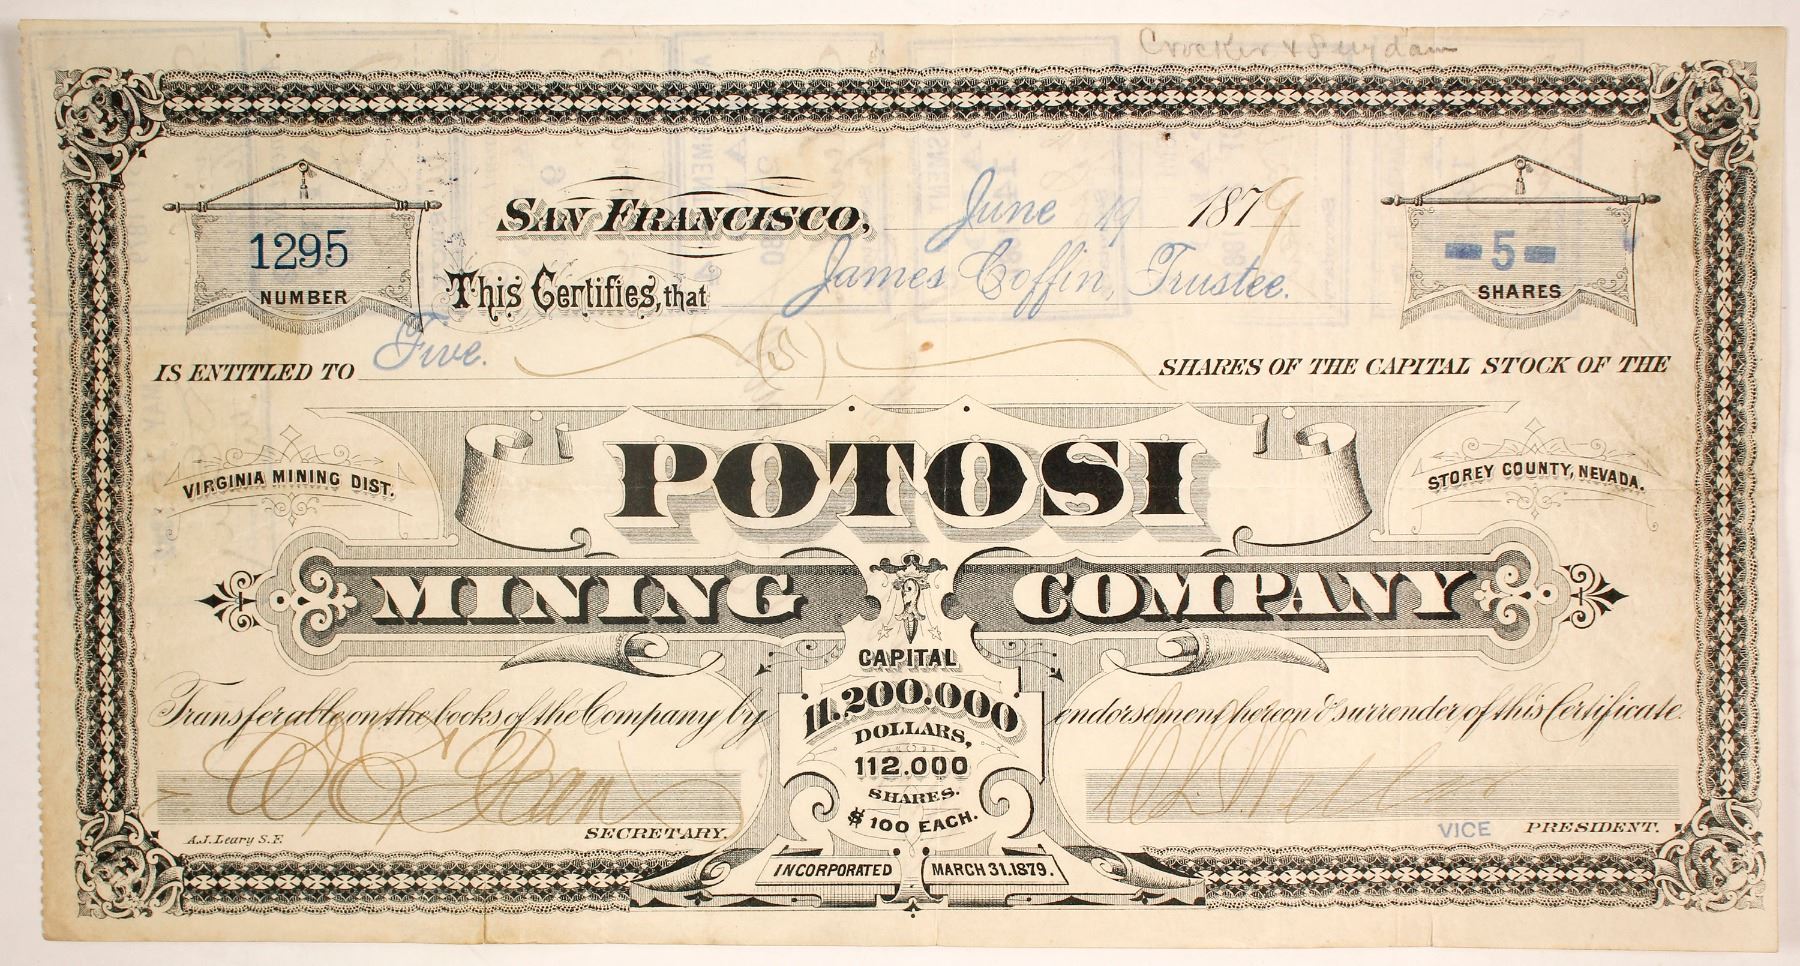 Crocker &
SAN FRANCISCO, June 19 1879
1295
NUMBER
- 5 -
SHARES
This Certifies, that James Coffin, Trustee.
IS ENTITLED TO Five. (5) SHARES OF THE CAPITAL STOCK OF THE
VIRGINIA MINING DIST.
POTOSI
STOREY COUNTY, NEVADA.
MINING COMPANY
CAPITAL
11.200.000
DOLLARS,
112.000
SHARES.
$100 EACH.
Transferable on the books of the Company by endorsement hereon & surrender of this Certificate.
A.J. Leary S.F.
SECRETARY.
VICE PRESIDENT.
INCORPORATED MARCH 31.1879.